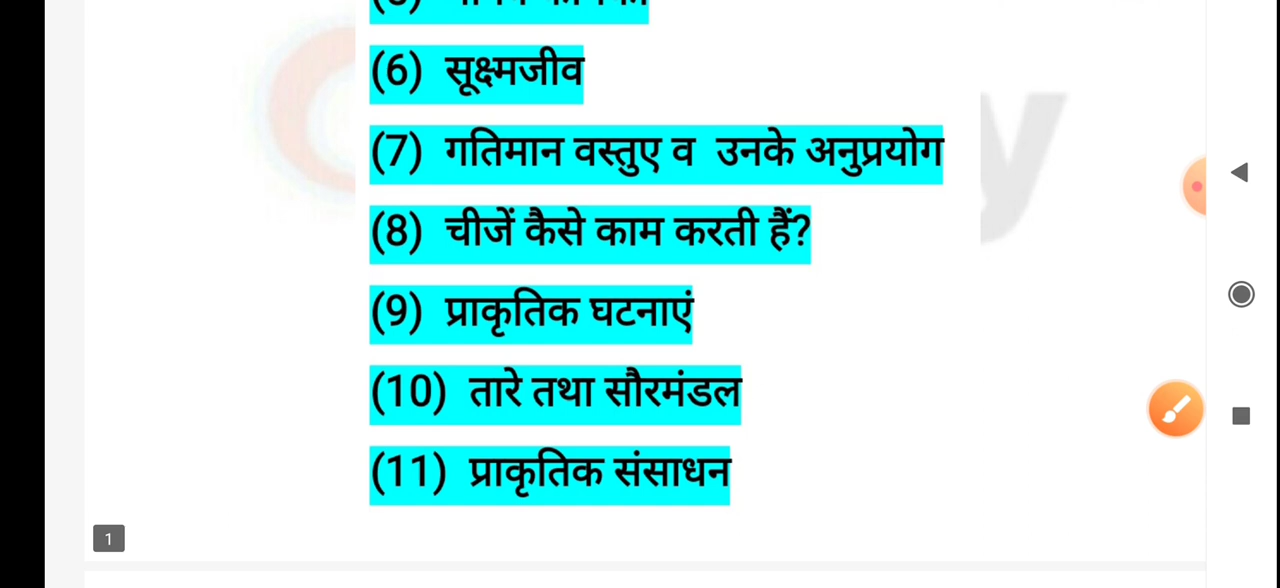 (6) सूक्ष्मजीव
(7) गतिमान वस्तुए व उनके अनुप्रयोग
(8) चीजें कैसे काम करती हैं?
(9) प्राकृतिक घटनाएं
(10) तारे तथा सौरमंडल
(11) प्राकृतिक संसाधन
1